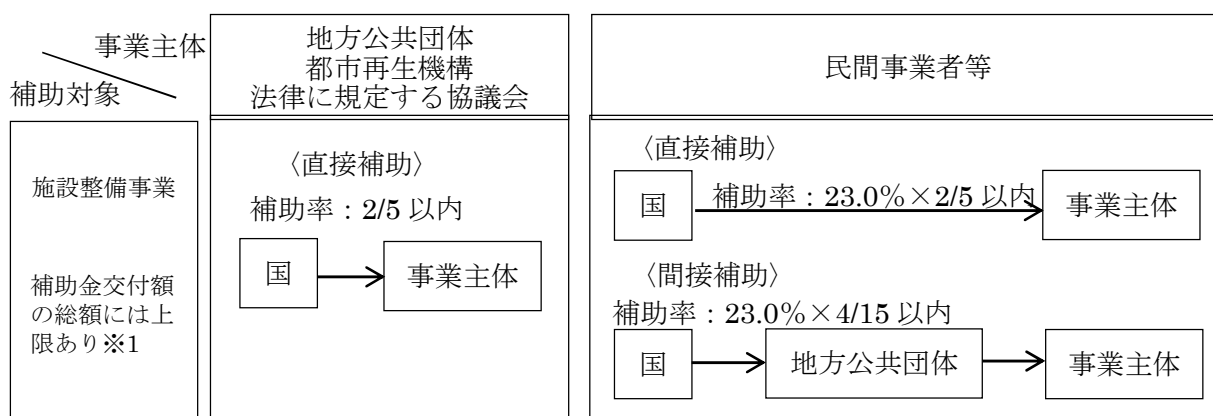 事業主体
補助対象
地方公共団体
都市再生機構
法律に規定する協議会
民間事業者等
施設整備事業
補助金交付額
の総額には上
限あり※1
〈直接補助〉
補助率：2/5 以内
国
事業主体
〈直接補助〉
国
補助率：23.0％×2/5 以内
事業主体
〈間接補助〉
補助率：23.0％×4/15 以内
国
地方公共団体
事業主体